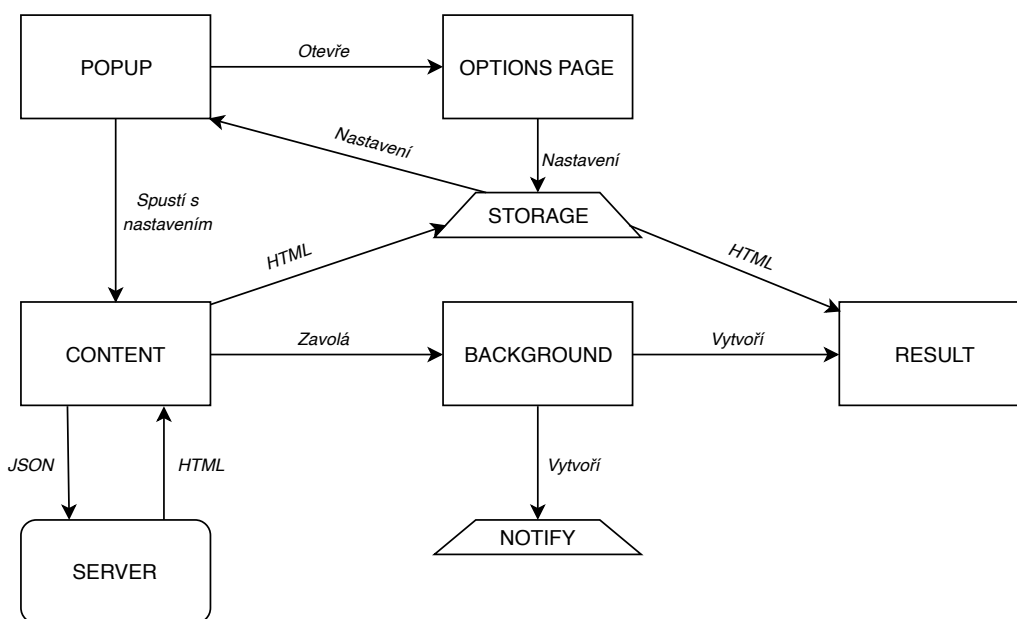 POPUP
Otevře
OPTIONS PAGE
Nastavení
Nastavení
Spustí s
nastavením
STORAGE
HTML
HTML
CONTENT
Zavolá
BACKGROUND
Vytvoří
RESULT
JSON
HTML
Vytvoří
NOTIFY
SERVER